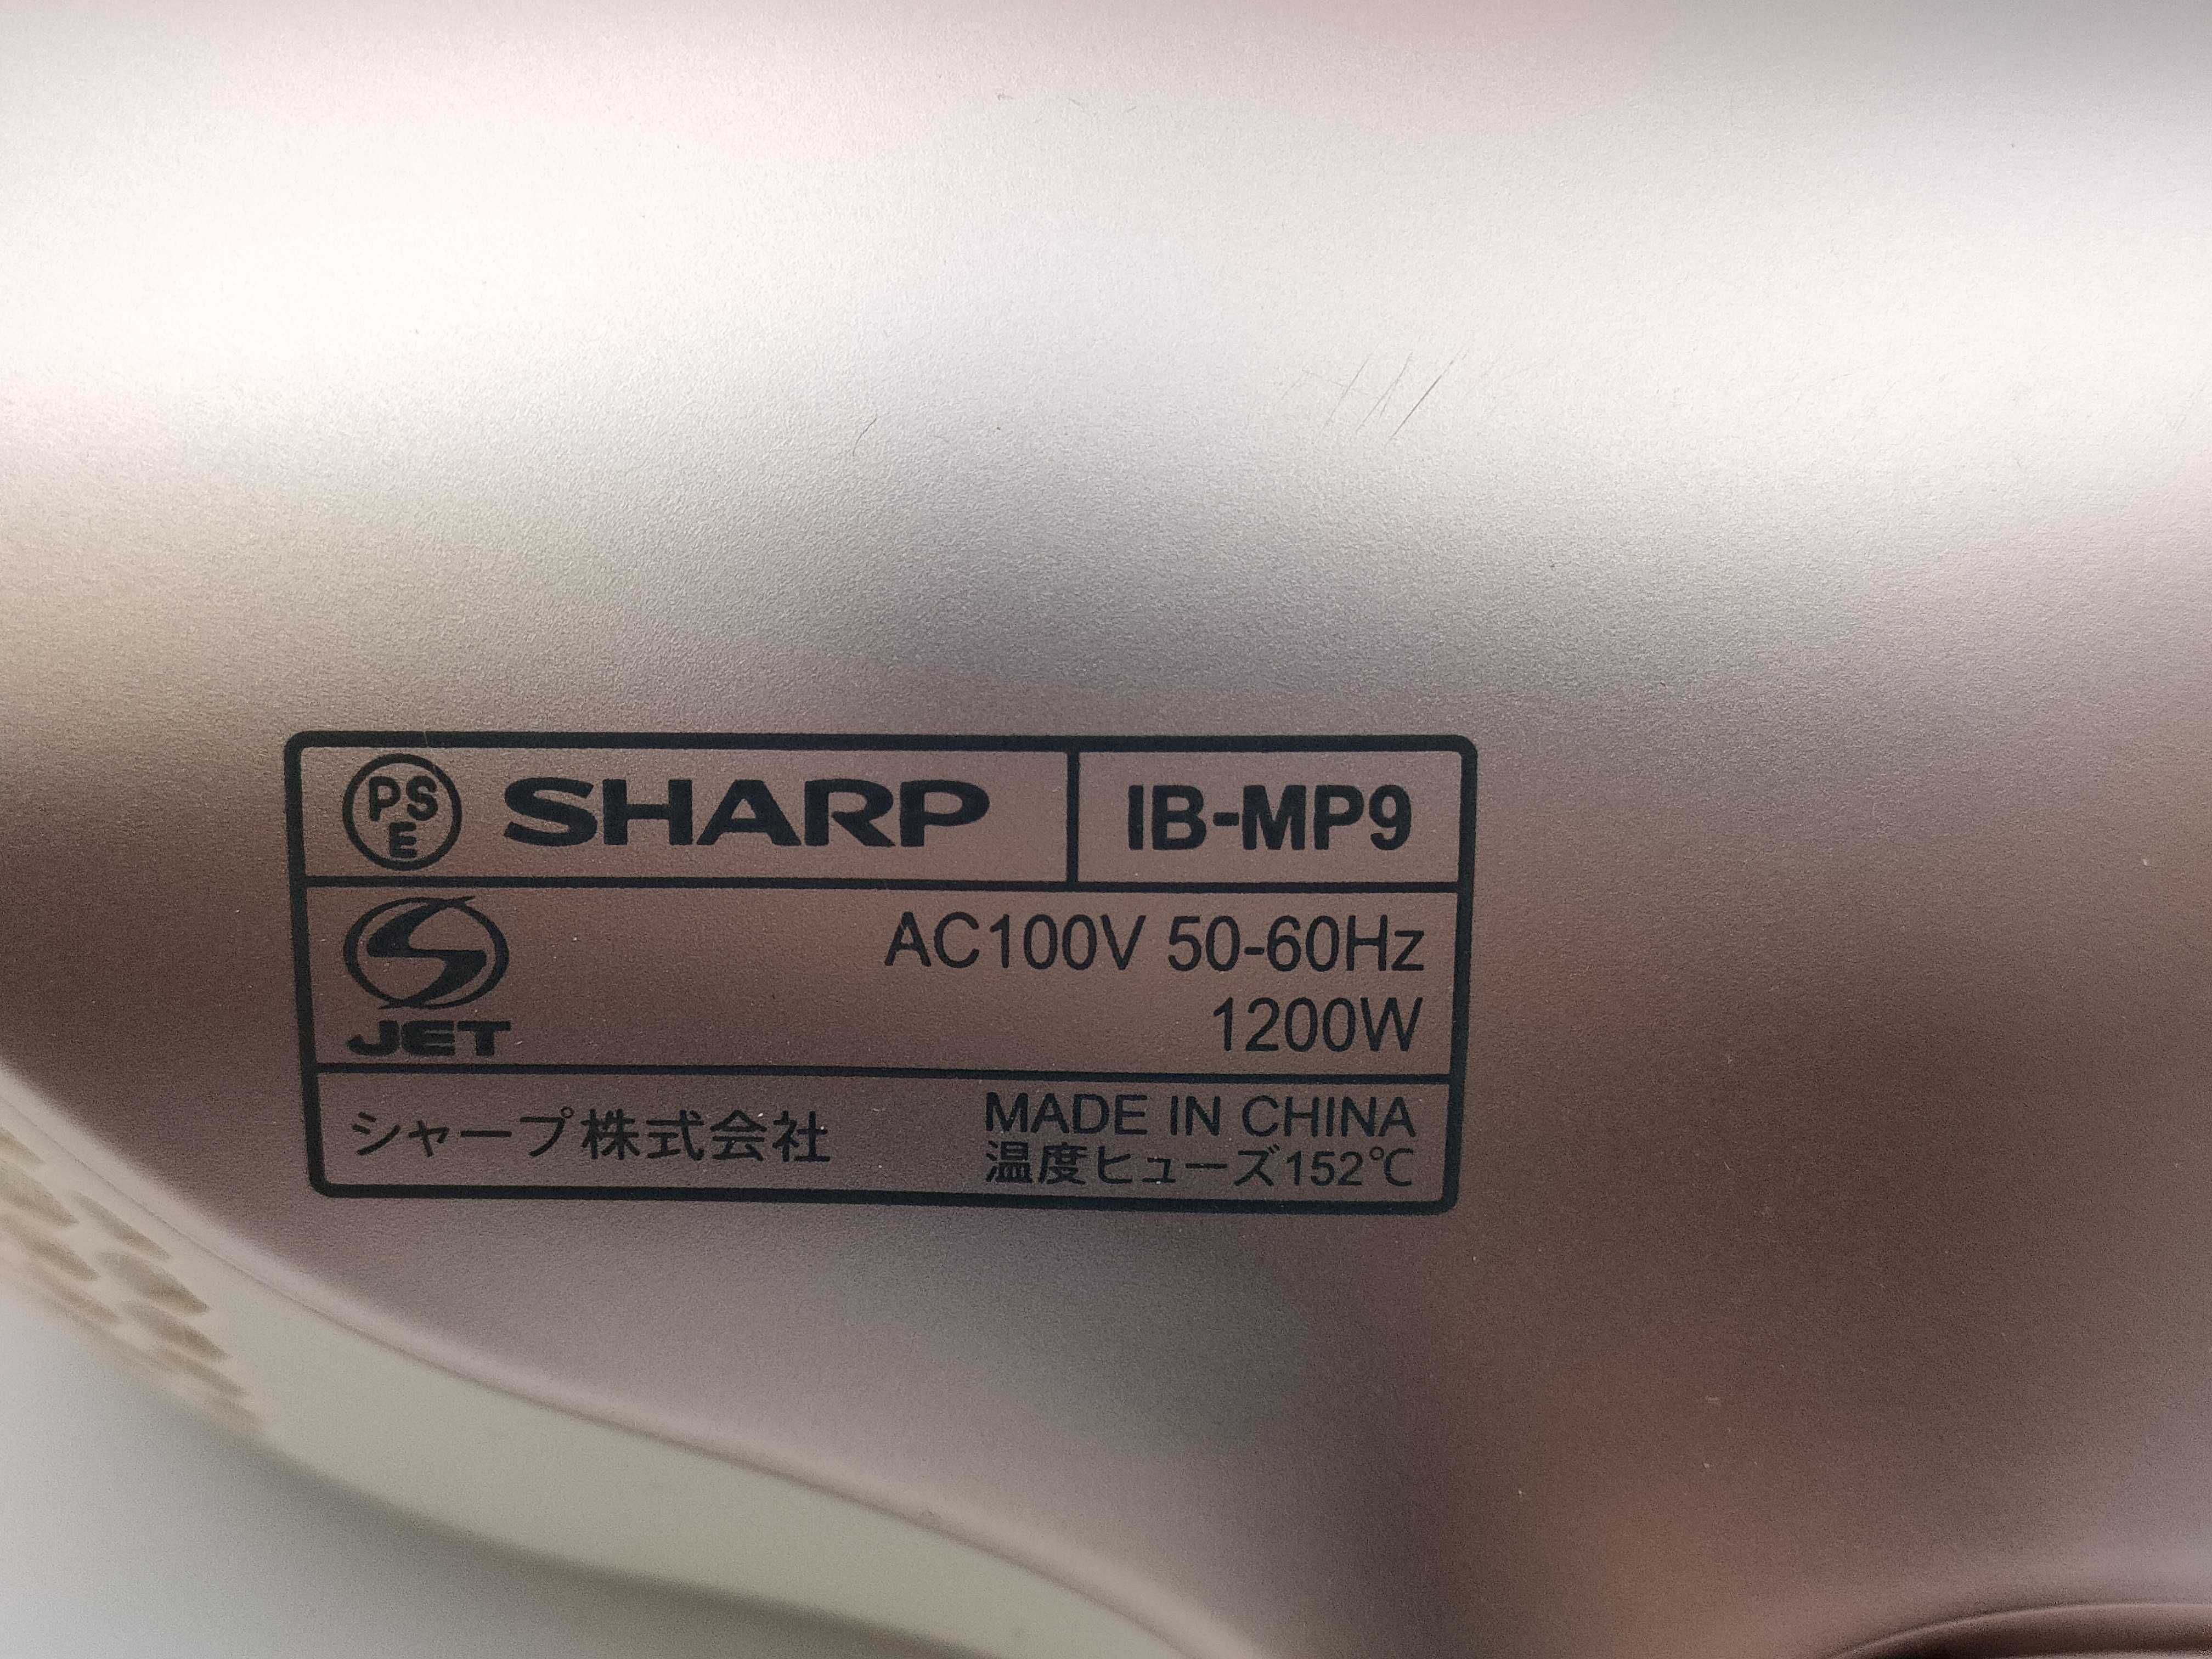 PSE SHARP IB-MP9
AC100V 50-60Hz
JET 1200W
シャープ株式会社 MADE IN CHINA
温度ヒューズ152℃